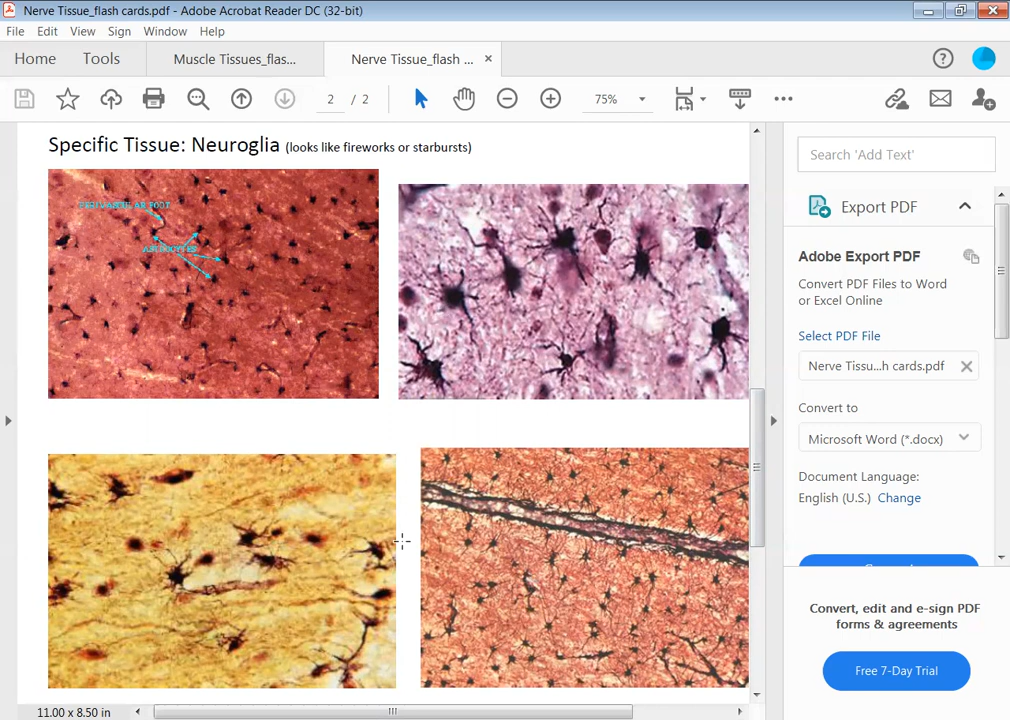 Nerve Tissue_flash cards.pdf - Adobe Acrobat Reader DC (32-bit)
File Edit View Sign Window Help
Home Tools Muscle Tissues_flas... Nerve Tissue_flash ... ×
2 / 2 75%
Specific Tissue: Neuroglia (looks like fireworks or starbursts)
PERIVASCULAR FOOT
ASTROCYTES
Search 'Add Text'
Export PDF
Adobe Export PDF
Convert PDF Files to Word
or Excel Online
Select PDF File
Nerve Tissu...h cards.pdf
Convert to
Microsoft Word (*.docx)
Document Language:
English (U.S.) Change
Convert, edit and e-sign PDF
forms & agreements
Free 7-Day Trial
11.00 x 8.50 in